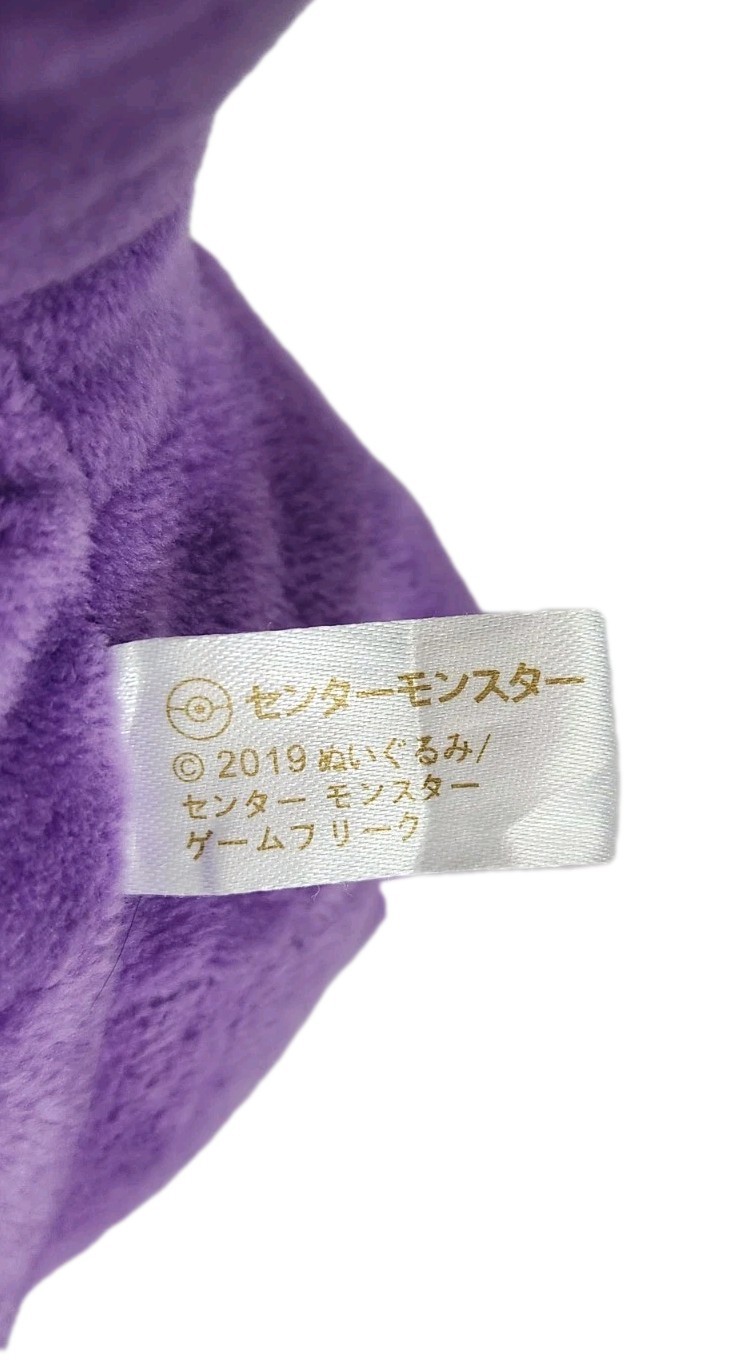 センターモンスター
© 2019 ぬいぐるみ/
センター モンスター
ゲームフリーク